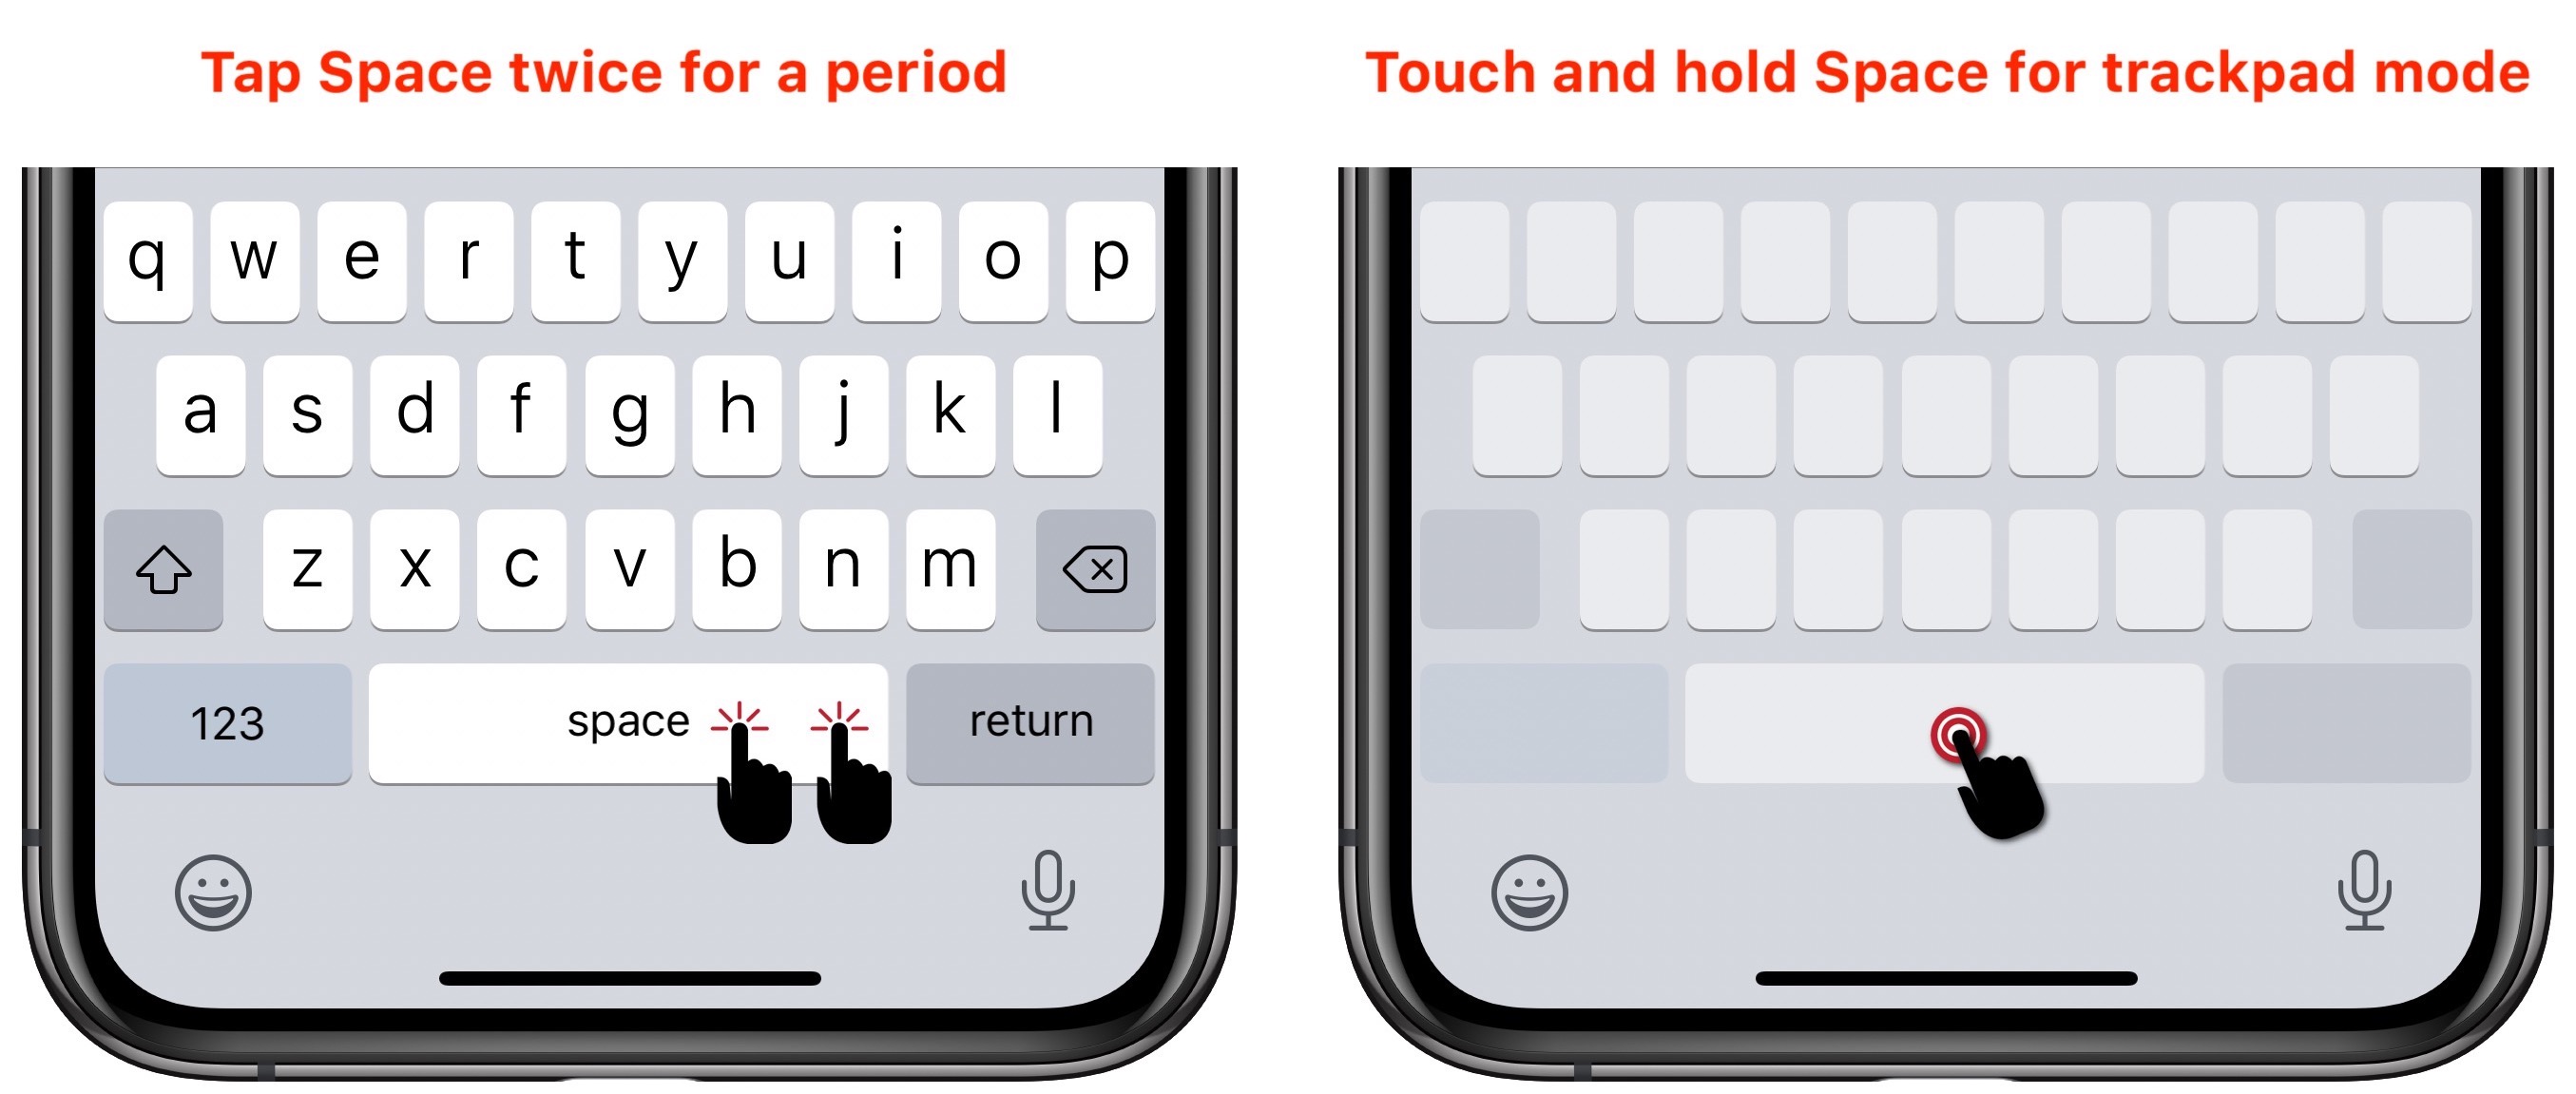 Tap Space twice for a period
Touch and hold Space for trackpad mode
q w e r t y u i o p
a s d f g h j k l
z x c v b n m
123 space return